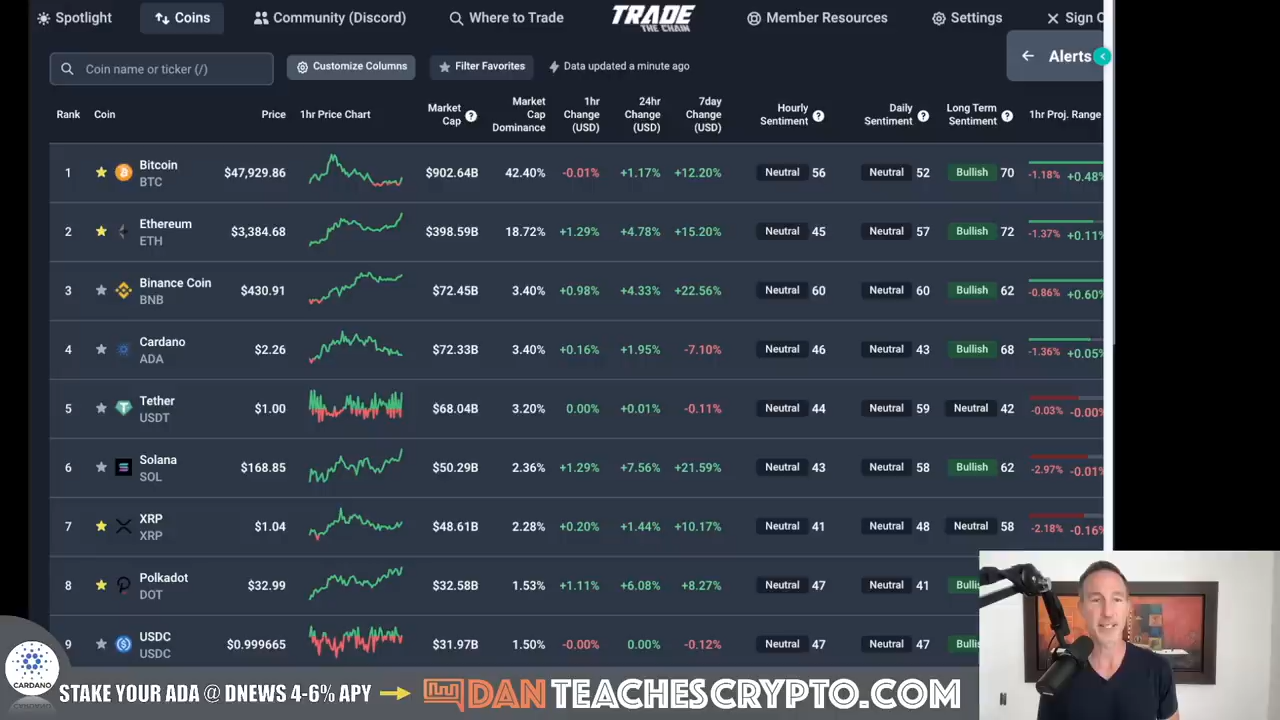 Spotlight
Coins
Community (Discord)
Where to Trade
TRADE
THE CHAIN
Member Resources
Settings
Sign O
Coin name or ticker (/)
Customize Columns
Filter Favorites
Data updated a minute ago
Alerts
Rank Coin Price 1hr Price Chart Market Cap Market Cap Dominance 1hr Change (USD) 24hr Change (USD) 7day Change (USD) Hourly Sentiment Daily Sentiment Long Term Sentiment 1hr Proj. Range
1 Bitcoin BTC $47,929.86 $902.64B 42.40% -0.01% +1.17% +12.20% Neutral 56 Neutral 52 Bullish 70 -1.18% +0.48%
2 Ethereum ETH $3,384.68 $398.59B 18.72% +1.29% +4.78% +15.20% Neutral 45 Neutral 57 Bullish 72 -1.37% +0.11%
3 Binance Coin BNB $430.91 $72.45B 3.40% +0.98% +4.33% +22.56% Neutral 60 Neutral 60 Bullish 62 -0.86% +0.60%
4 Cardano ADA $2.26 $72.33B 3.40% +0.16% +1.95% -7.10% Neutral 46 Neutral 43 Bullish 68 -1.36% +0.05%
5 Tether USDT $1.00 $68.04B 3.20% 0.00% +0.01% -0.11% Neutral 44 Neutral 59 Neutral 42 -0.03% -0.00%
6 Solana SOL $168.85 $50.29B 2.36% +1.29% +7.56% +21.59% Neutral 43 Neutral 58 Bullish 62 -2.97% -0.01%
7 XRP XRP $1.04 $48.61B 2.28% +0.20% +1.44% +10.17% Neutral 41 Neutral 48 Neutral 58 -2.18% -0.16%
8 Polkadot DOT $32.99 $32.58B 1.53% +1.11% +6.08% +8.27% Neutral 47 Neutral 41 Bulli
9 USDC USDC $0.999665 $31.97B 1.50% -0.00% 0.00% -0.12% Neutral 47 Neutral 47 Bulli
CARDANO
STAKE YOUR ADA @ DNEWS 4-6% APY
DAN TEACHESCRYPTO.COM